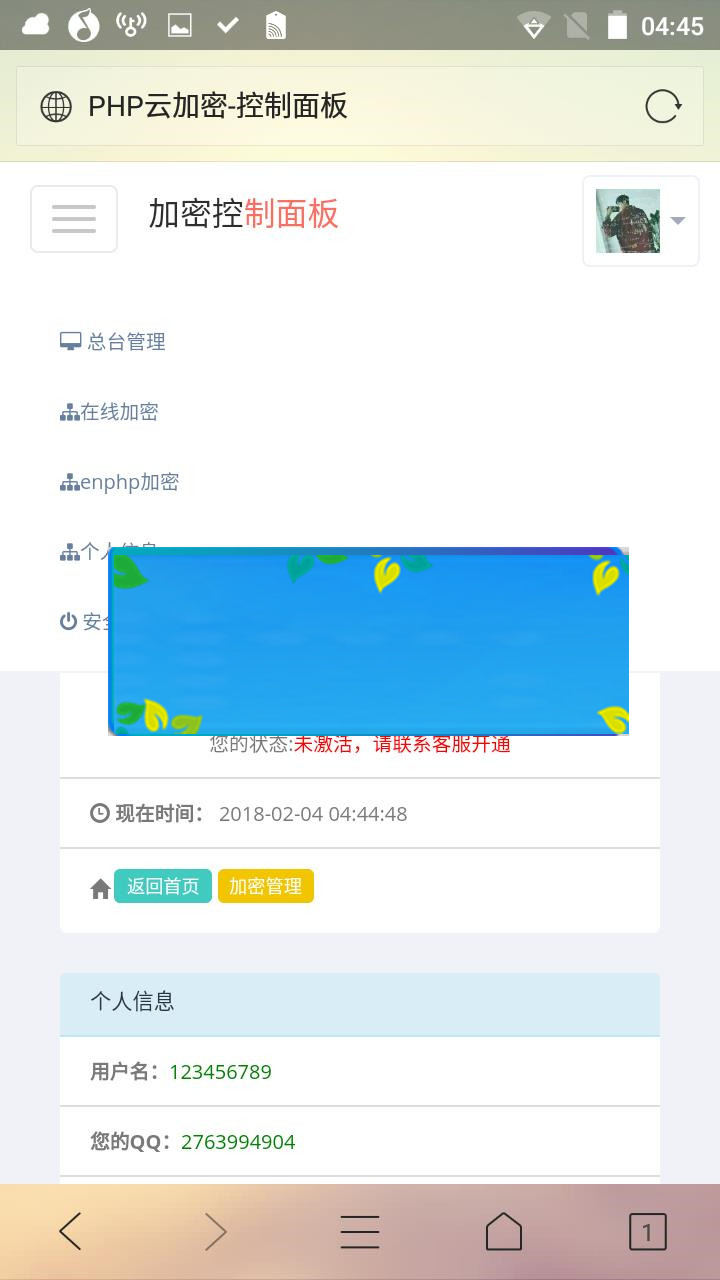 04:45
PHP云加密-控制面板
加密控制面板
总台管理
在线加密
enphp加密
个人信息
安全
您的状态:未激活，请联系客服开通
现在时间： 2018-02-04 04:44:48
返回首页 加密管理
个人信息
用户名：123456789
您的QQ：2763994904
1